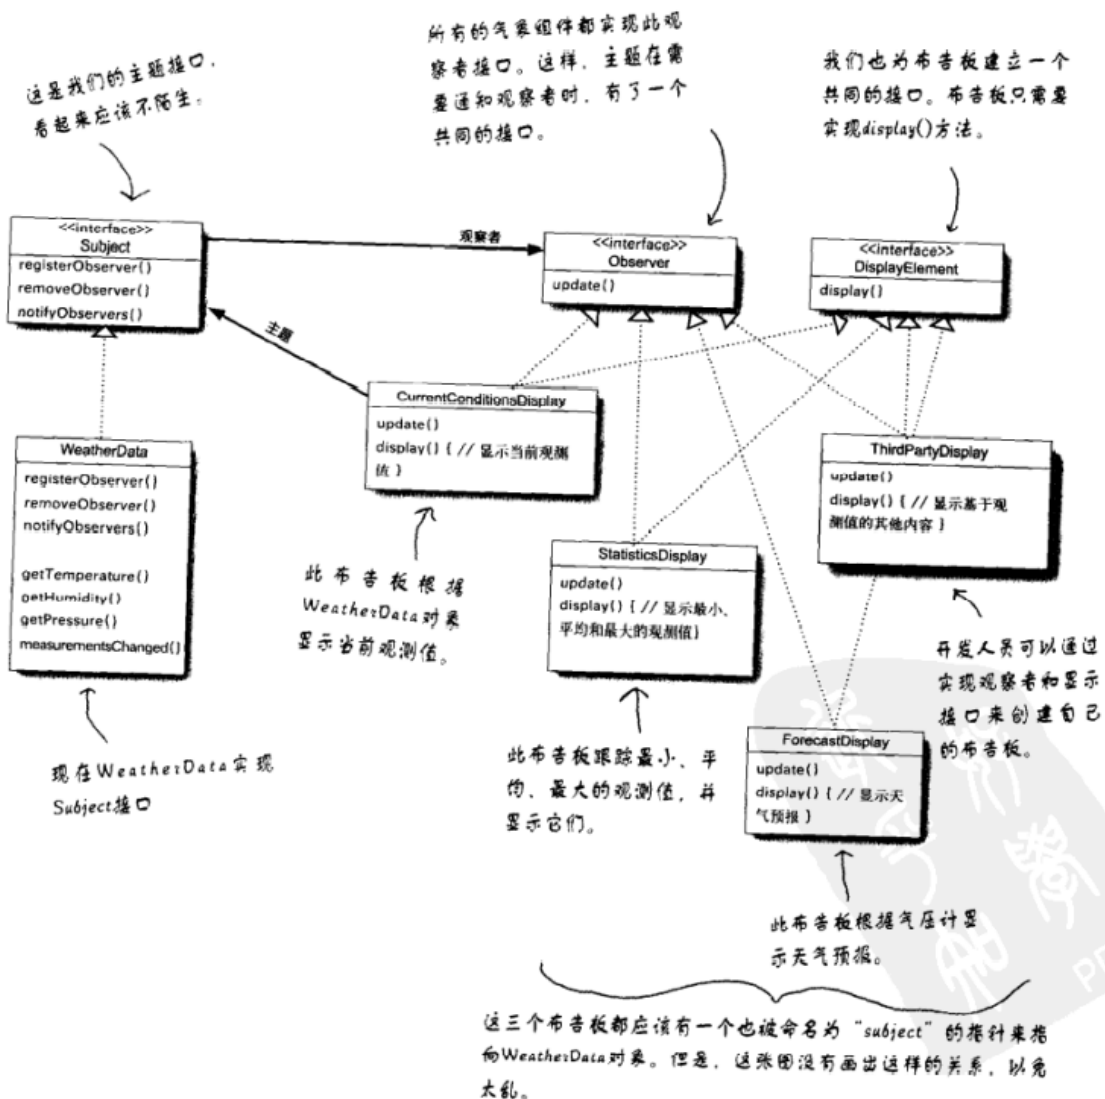 这是我们的主题接口，
看起来应该不陌生。
所有的气象组件都实现此观
察者接口。这样，主题在需
要通知观察者时，有了一个
共同的接口。
我们也为布告板建立一个
共同的接口。布告板只需要
实现display()方法。
<<interface>>
Subject
registerObserver()
removeObserver()
notifyObservers()
观察者
<<interface>>
Observer
update()
<<interface>>
DisplayElement
display()
主题
CurrentConditionsDisplay
update()
display() { // 显示当前观测
值 }
WeatherData
registerObserver()
removeObserver()
notifyObservers()
getTemperature()
getHumidity()
getPressure()
measurementsChanged()
ThirdPartyDisplay
update()
display() { // 显示基于观
测值的其他内容 }
StatisticsDisplay
update()
display() { // 显示最小、
平均和最大的观测值}
此布告板根据
WeatherData对象
显示当前观测值。
开发人员可以通过
实现观察者和显示
接口来创建自己
的布告板。
现在WeatherData实现
Subject接口
此布告板跟踪最小、平
均、最大的观测值，并
显示它们。
ForecastDisplay
update()
display() { // 显示天
气预报 }
此布告板根据气压计显
示天气预报。
这三个布告板都应该有一个也被命名为“subject”的指针来指
向WeatherData对象。但是，这张图没有画出这样的关系，以免
太乱。